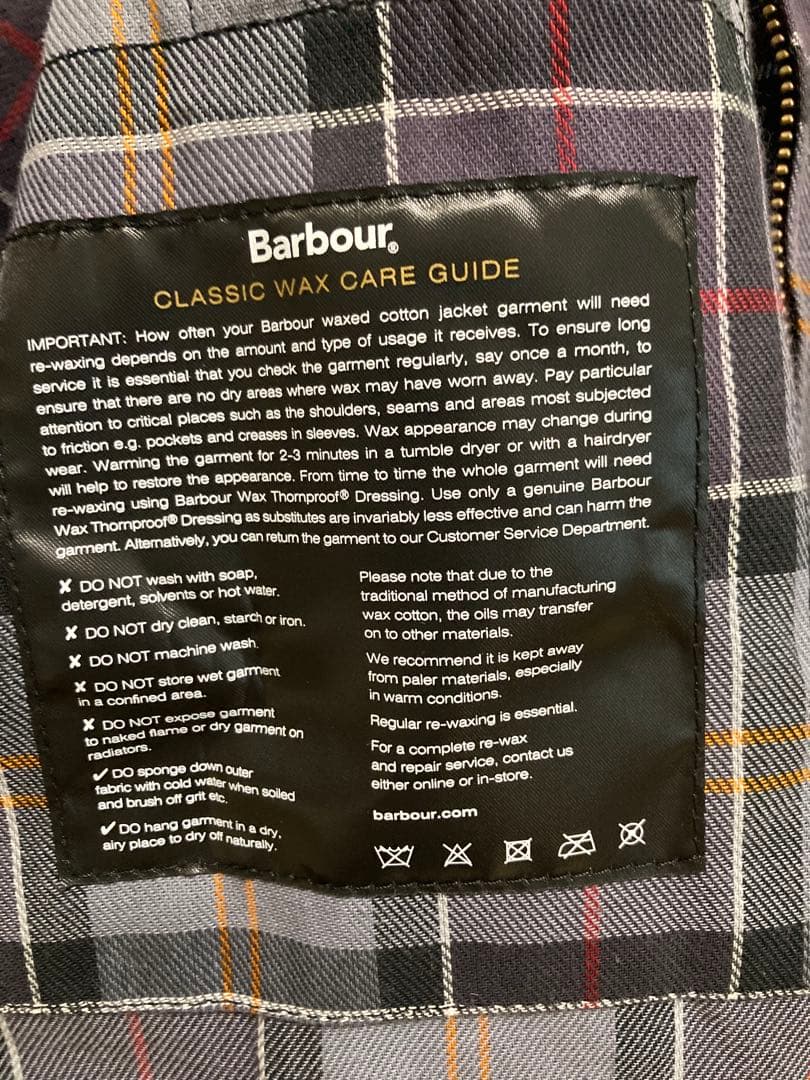 Barbour®
CLASSIC WAX CARE GUIDE
IMPORTANT: How often your Barbour waxed cotton jacket garment will need
re-waxing depends on the amount and type of usage it receives. To ensure long
service it is essential that you check the garment regularly, say once a month, to
ensure that there are no dry areas where wax may have worn away. Pay particular
attention to critical places such as the shoulders, seams and areas most subjected
to friction e.g. pockets and creases in sleeves. Wax appearance may change during
wear. Warming the garment for 2-3 minutes in a tumble dryer or with a hairdryer
will help to restore the appearance. From time to time the whole garment will need
re-waxing using Barbour Wax Thornproof® Dressing. Use only a genuine Barbour
Wax Thornproof® Dressing as substitutes are invariably less effective and can harm the
garment. Alternatively, you can return the garment to our Customer Service Department.
✘ DO NOT wash with soap,
detergent, solvents or hot water.
✘ DO NOT dry clean, starch or iron.
✘ DO NOT machine wash.
✘ DO NOT store wet garment
in a confined area.
✘ DO NOT expose garment
to naked flame or dry garment on
radiators.
✔ DO sponge down outer
fabric with cold water when soiled
and brush off grit etc.
✔ DO hang garment in a dry,
airy place to dry off naturally.
Please note that due to the
traditional method of manufacturing
wax cotton, the oils may transfer
on to other materials.
We recommend it is kept away
from paler materials, especially
in warm conditions.
Regular re-waxing is essential.
For a complete re-wax
and repair service, contact us
either online or in-store.
barbour.com